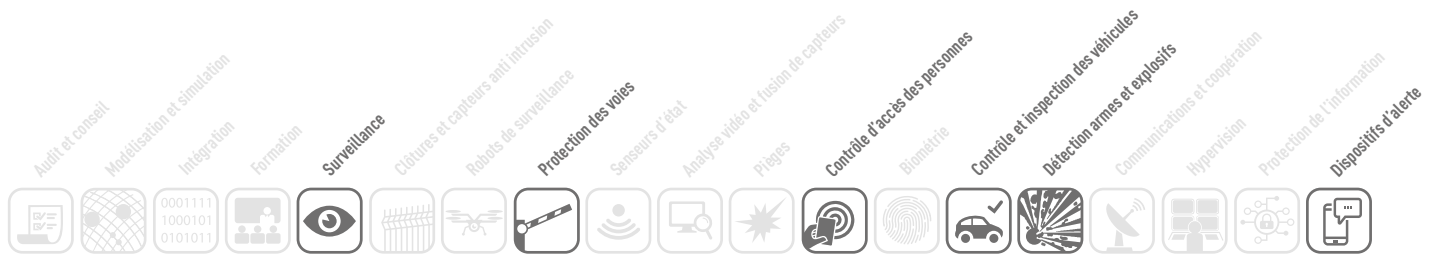 Audit et conseil
Modélisation et simulation
Intégration
Formation
Surveillance
Clôtures et capteurs anti intrusion
Robots de surveillance
Protection des voies
Senseurs d'état
Analyse vidéo et fusion de capteurs
Pièges
Contrôle d'accès des personnes
Biométrie
Contrôle et inspection des véhicules
Détection armes et explosifs
Communications et coopération
Hypervision
Protection de l'information
Dispositifs d'alerte
0001111
1000101
0101011